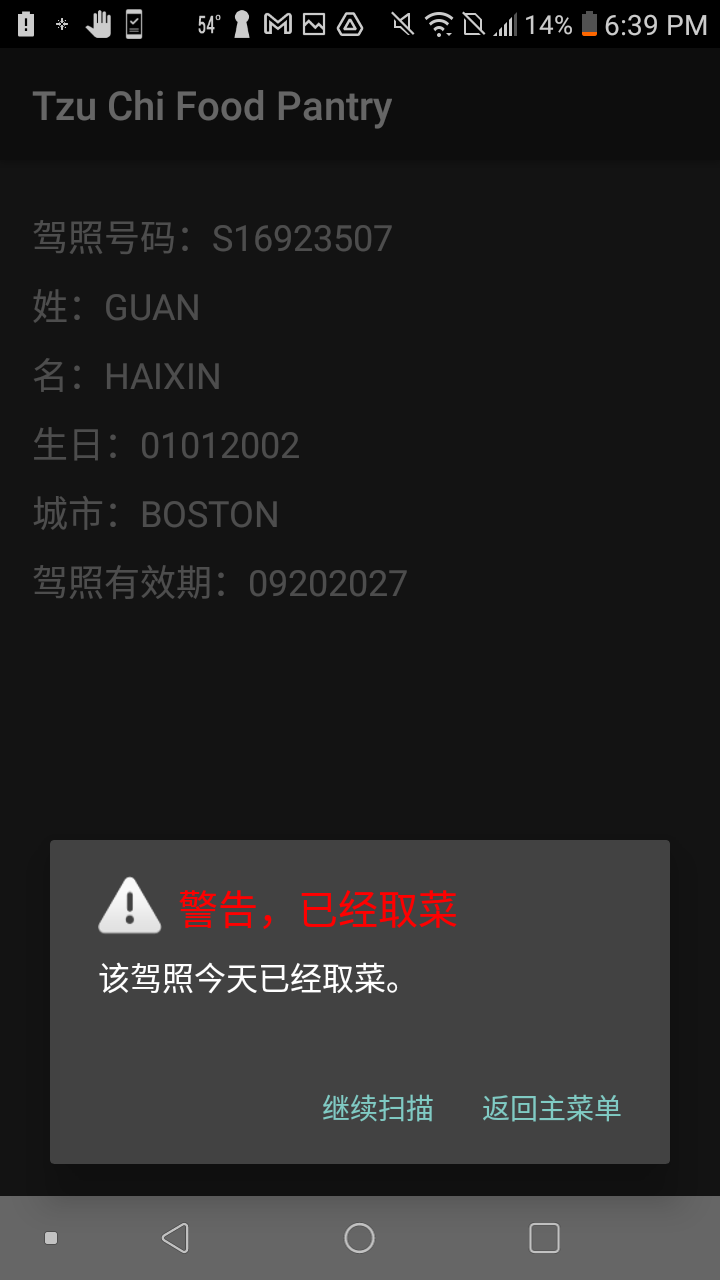 54° 14% 6:39 PM
Tzu Chi Food Pantry
驾照号码：S16923507
姓：GUAN
名：HAIXIN
生日：01012002
城市：BOSTON
驾照有效期：09202027
警告，已经取菜
该驾照今天已经取菜。
继续扫描 返回主菜单